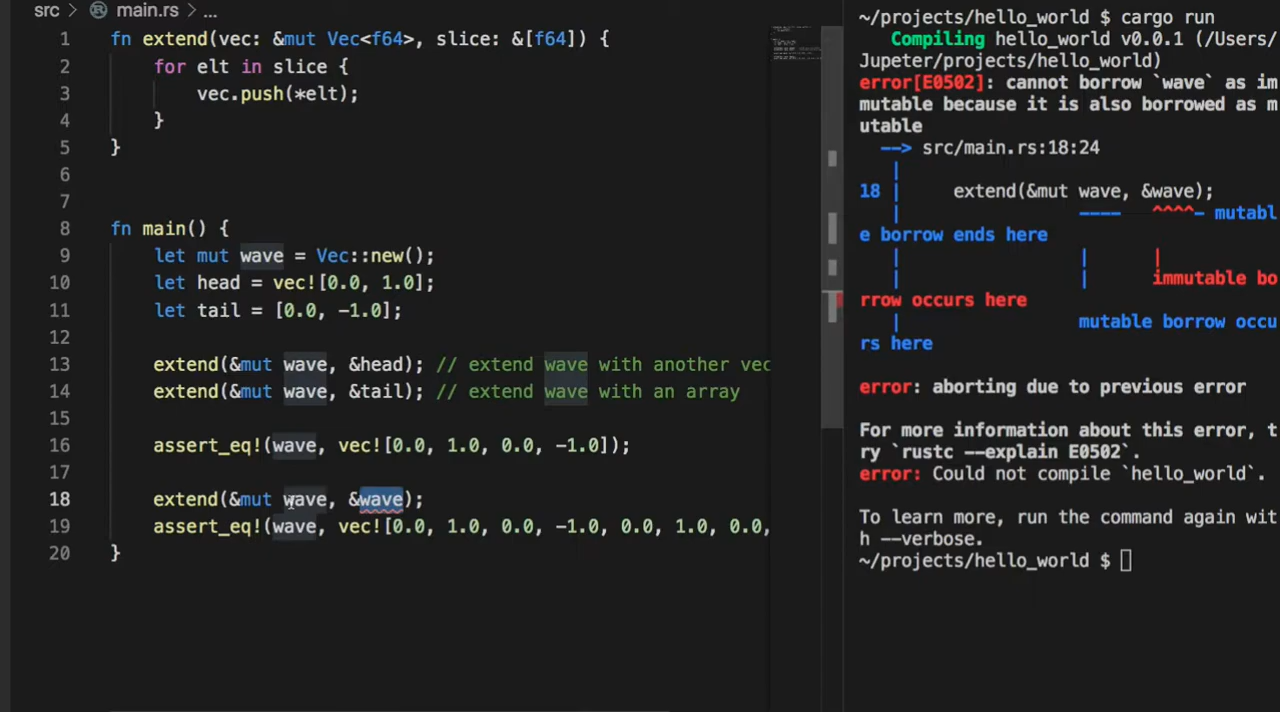 src > main.rs > ...
1 fn extend(vec: &mut Vec<f64>, slice: &[f64]) {
2 for elt in slice {
3 vec.push(*elt);
4 }
5 }
6
7
8 fn main() {
9 let mut wave = Vec::new();
10 let head = vec![0.0, 1.0];
11 let tail = [0.0, -1.0];
12
13 extend(&mut wave, &head); // extend wave with another vec
14 extend(&mut wave, &tail); // extend wave with an array
15
16 assert_eq!(wave, vec![0.0, 1.0, 0.0, -1.0]);
17
18 extend(&mut wave, &wave);
19 assert_eq!(wave, vec![0.0, 1.0, 0.0, -1.0, 0.0, 1.0, 0.0,
20 }
~/projects/hello_world $ cargo run
Compiling hello_world v0.0.1 (/Users/
Jupeter/projects/hello_world)
error[E0502]: cannot borrow `wave` as im
mutable because it is also borrowed as m
utable
--> src/main.rs:18:24
|
18 | extend(&mut wave, &wave);
| ---- ^^^^- mutabl
e borrow ends here
| | |
| | immutable bo
rrow occurs here
| mutable borrow occu
rs here
error: aborting due to previous error
For more information about this error, t
ry `rustc --explain E0502`.
error: Could not compile `hello_world`.
To learn more, run the command again wit
h --verbose.
~/projects/hello_world $